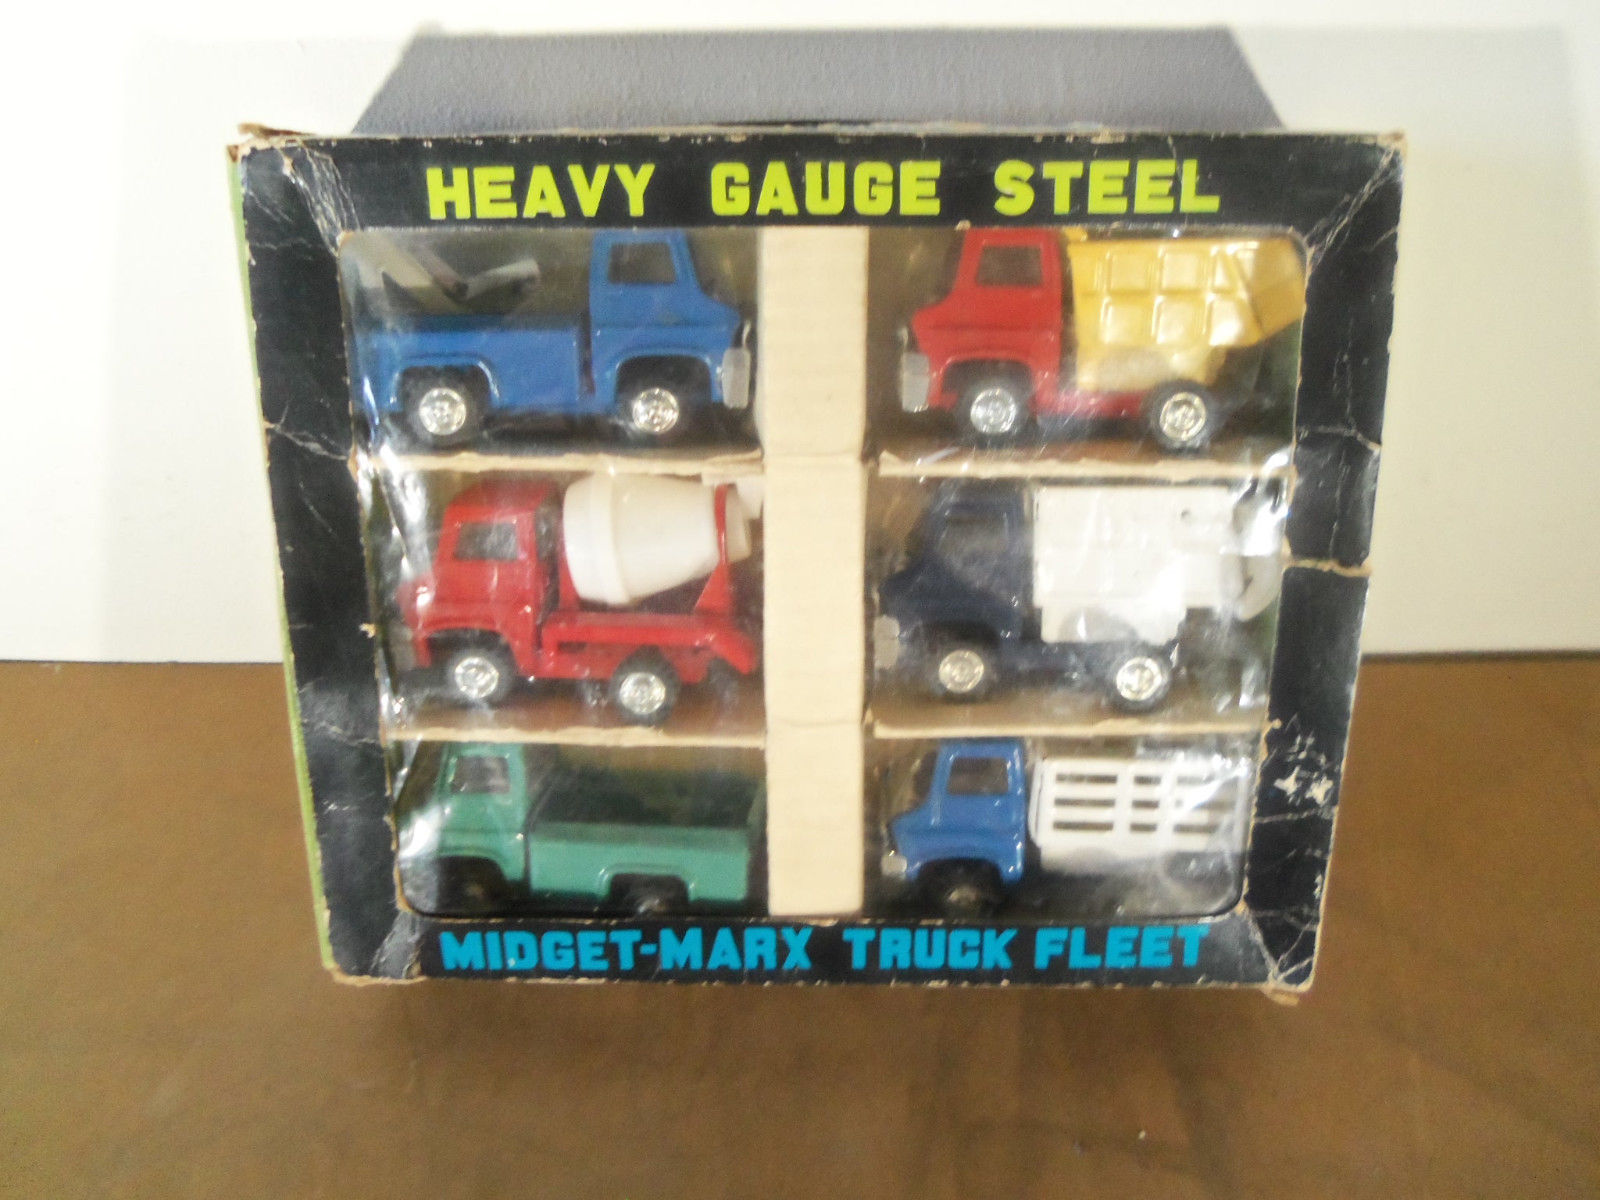 HEAVY GAUGE STEEL
MIDGET-MARX TRUCK FLEET